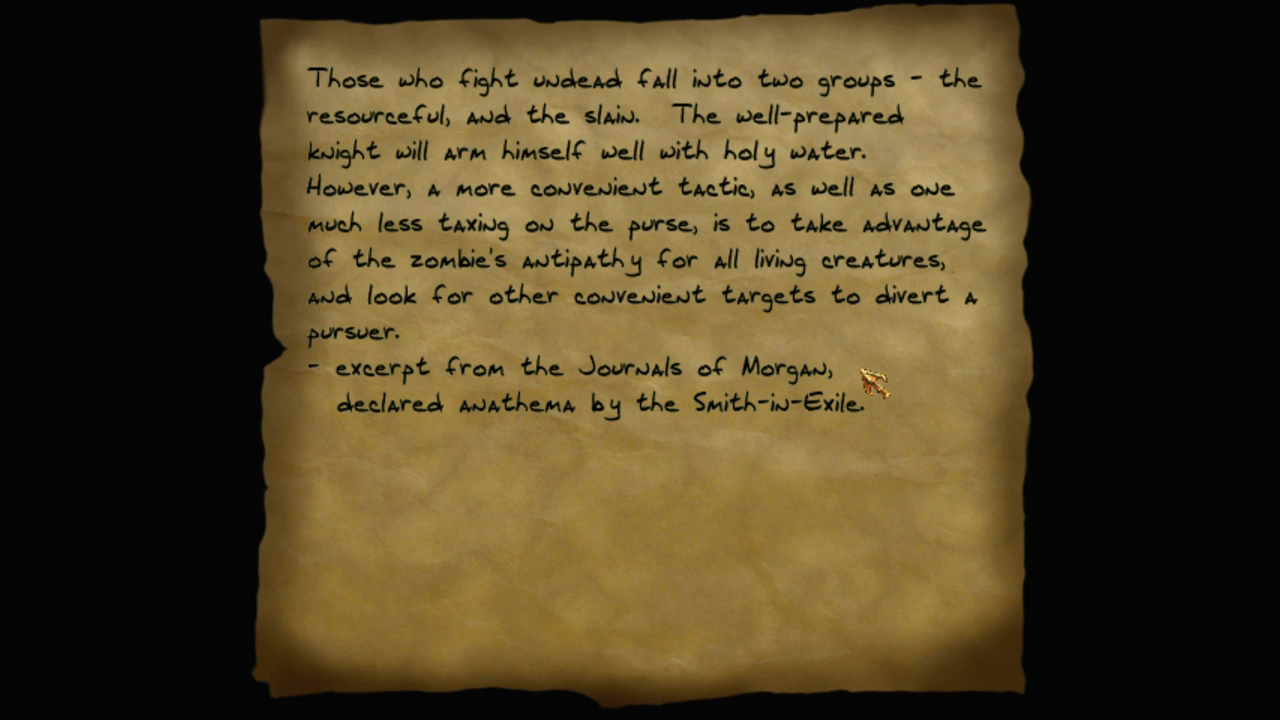 Those who fight undead fall into two groups - the
resourceful, and the slain.  The well-prepared
knight will arm himself well with holy water.
However, a more convenient tactic, as well as one
much less taxing on the purse, is to take advantage
of the zombie's antipathy for all living creatures,
and look for other convenient targets to divert a
pursuer.
- excerpt from the Journals of Morgan,
declared anathema by the Smith-in-Exile.